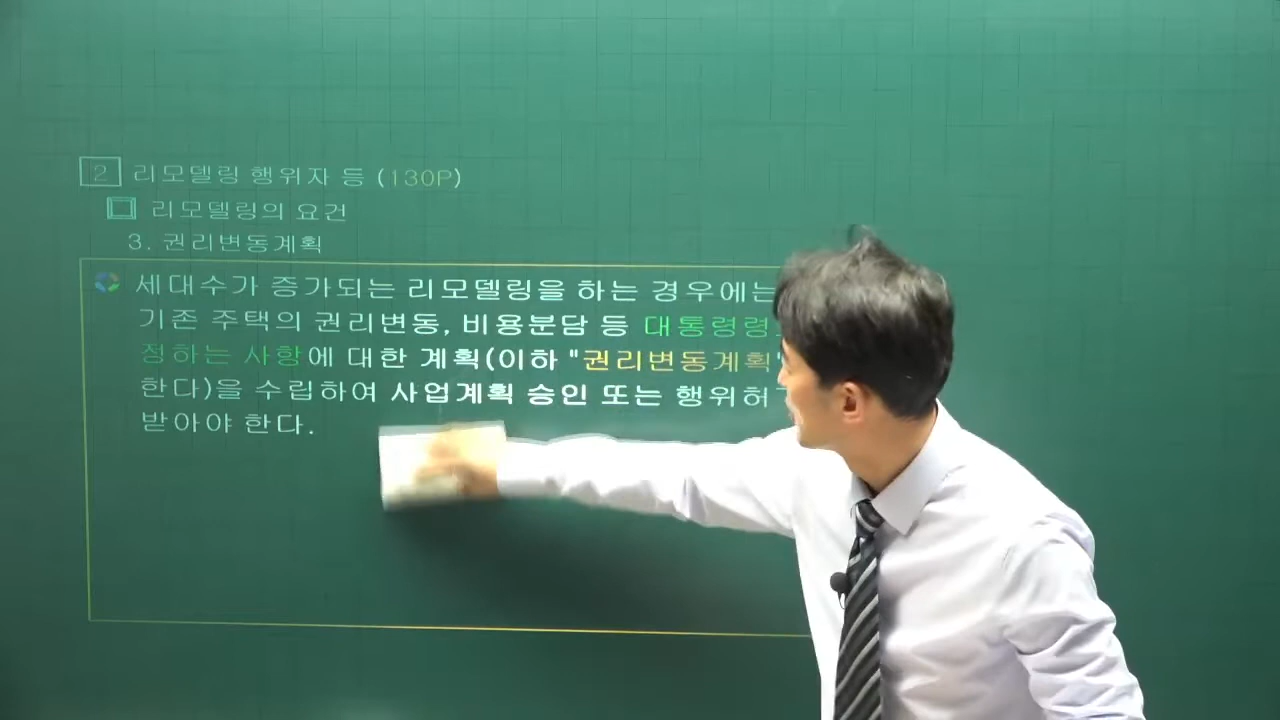 2 리모델링 행위자 등 (130P)
리모델링의 요건
3. 권리변동계획
세대수가 증가되는 리모델링을 하는 경우에는
기존 주택의 권리변동, 비용분담 등 대통령령
정하는 사항에 대한 계획(이하 "권리변동계획"
한다)을 수립하여 사업계획 승인 또는 행위허
받아야 한다.